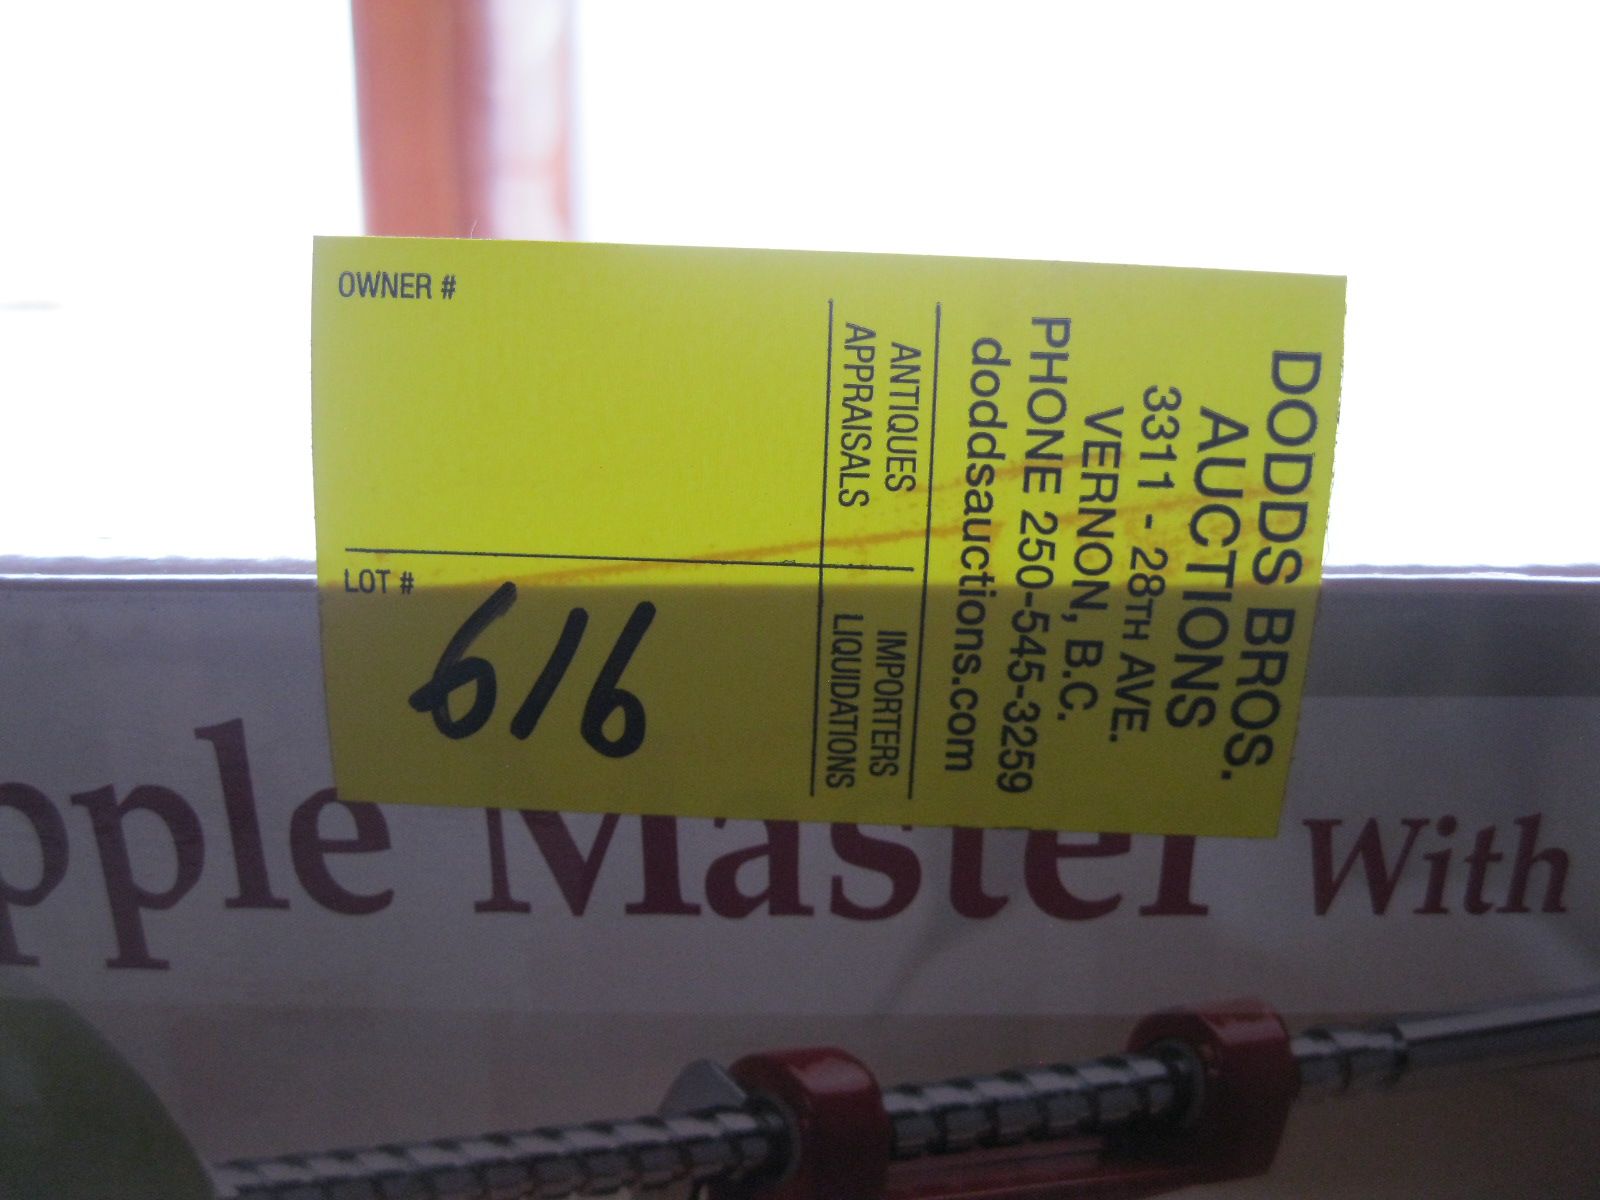 OWNER #
LOT #
616
DODDS BROS.
AUCTIONS
3311 - 28TH AVE.
VERNON, B.C.
PHONE 250-545-3259
doddsauctions.com
ANTIQUES
APPRAISALS
IMPORTERS
LIQUIDATIONS
pple Master With